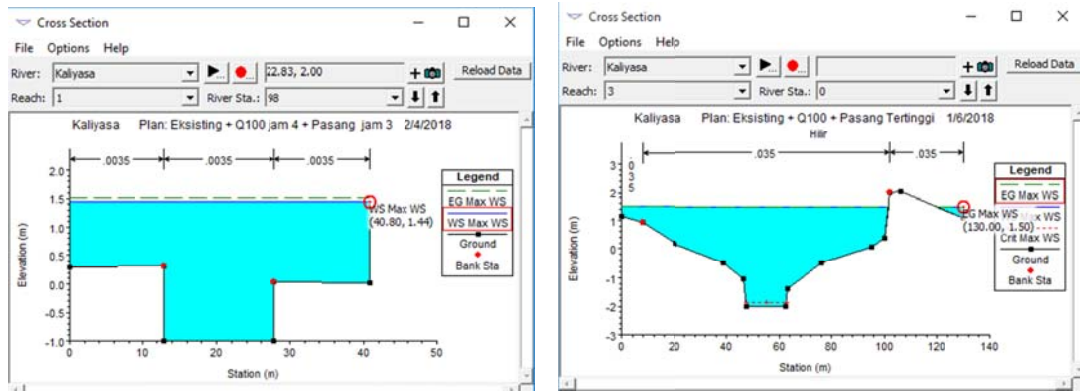 Cross Section
File Options Help
River: Kaliyasa
22.83, 2.00
Reload Data
Reach: 1
River Sta.: 98
Kaliyasa Plan: Eksisting + Q100 jam 4 + Pasang jam 3 2/4/2018
.0035 .0035 .0035
Legend
EG Max WS
WS Max WS
Ground
Bank Sta
WS Max WS
(40.80, 1.44)
Elevation (m)
2.0
1.5
1.0
0.5
0.0
-0.5
-1.0
0 10 20 30 40 50
Station (m)
Cross Section
File Options Help
River: Kaliyasa
Reload Data
Reach: 3
River Sta.: 0
Kaliyasa Plan: Eksisting + Q100 + Pasang Tertinggi 1/6/2018
Hilir
.035 .035 .035
Legend
EG Max WS
Max WS
Crit Max WS
Ground
Bank Sta
EG Max WS
(130.00, 1.50)
Elevation (m)
3
2
1
0
-1
-2
-3
0 20 40 60 80 100 120 140
Station (m)